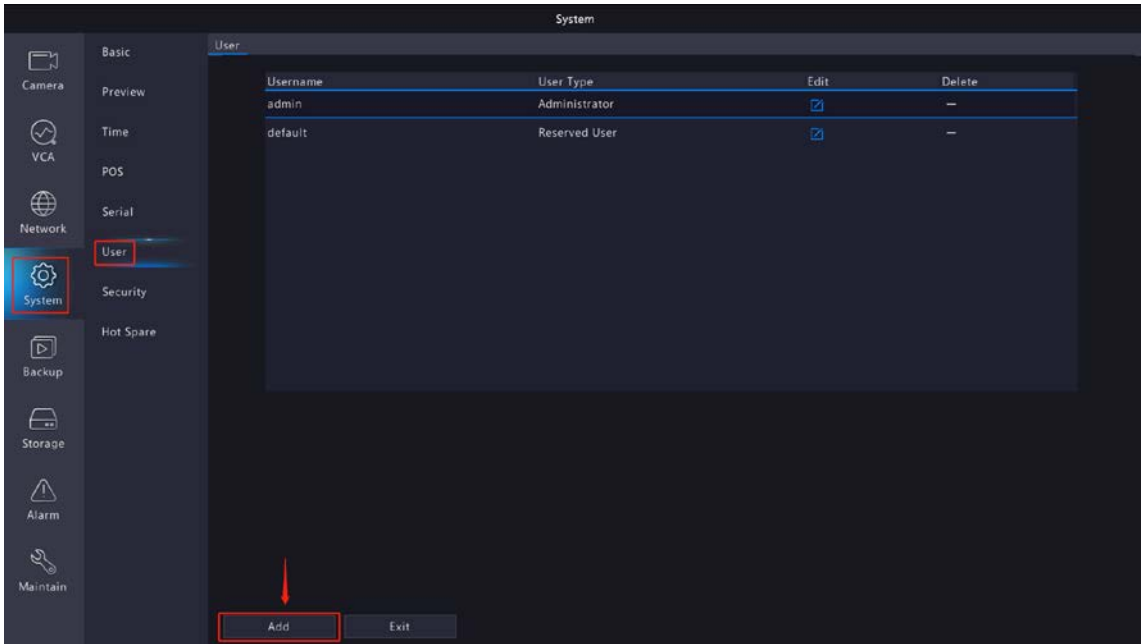 System
Camera
VCA
Network
System
Backup
Storage
Alarm
Maintain
Basic
Preview
Time
POS
Serial
User
Security
Hot Spare
User
Username User Type Edit Delete
admin Administrator
default Reserved User
Add Exit